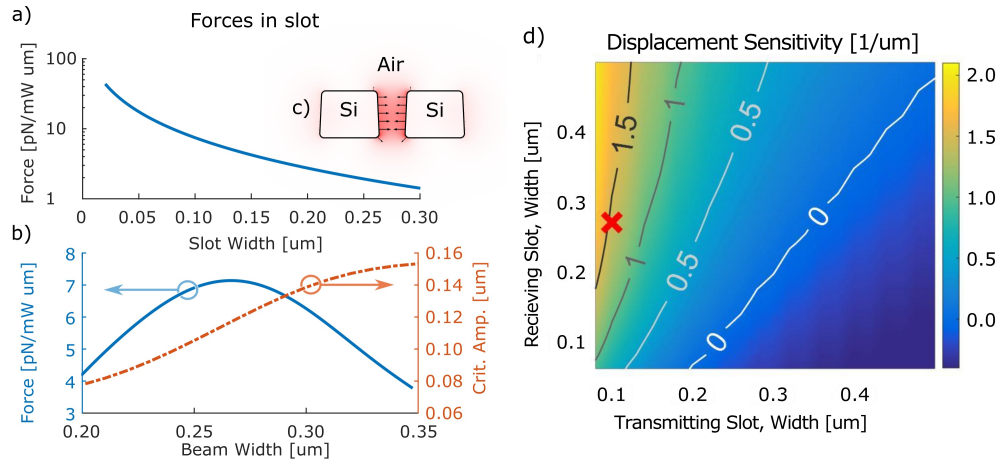 a)
Forces in slot
Force [pN/mW um]
100
10
1
0
0.05
0.10
0.15
0.20
0.25
0.30
Slot Width [um]
c)
Air
Si
Si
b)
Force [pN/mW um]
8
7
6
5
4
3
0.20
0.25
0.30
0.35
Beam Width [um]
0.16
0.14
0.12
0.10
0.08
0.06
Crit. Amp. [um]
d)
Displacement Sensitivity [1/um]
Recieving Slot, Width [um]
0.4
0.3
0.2
0.1
0.1
0.2
0.3
0.4
Transmitting Slot, Width [um]
1.5
1
1
0.5
0.5
0
0
2.0
1.5
1.0
0.5
0.0